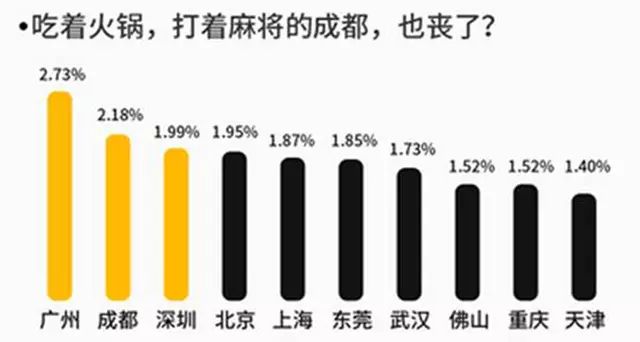 •吃着火锅，打着麻将的成都，也丧了？
2.73% 2.18% 1.99% 1.95% 1.87% 1.85% 1.73% 1.52% 1.52% 1.40%
广州 成都 深圳 北京 上海 东莞 武汉 佛山 重庆 天津